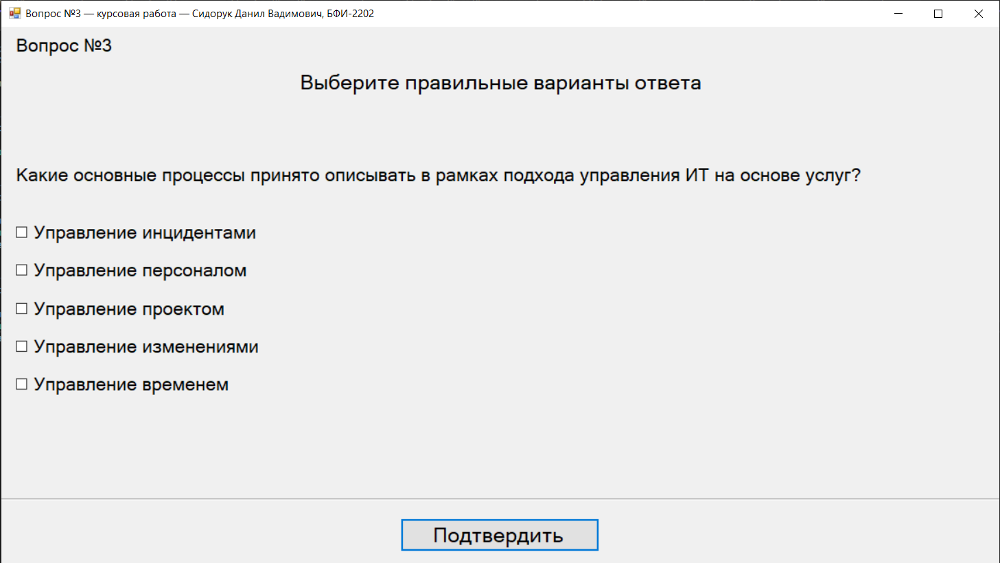 Вопрос №3 — курсовая работа — Сидорук Данил Вадимович, БФИ-2202
Вопрос №3
Выберите правильные варианты ответа
Какие основные процессы принято описывать в рамках подхода управления ИТ на основе услуг?
Управление инцидентами
Управление персоналом
Управление проектом
Управление изменениями
Управление временем
Подтвердить